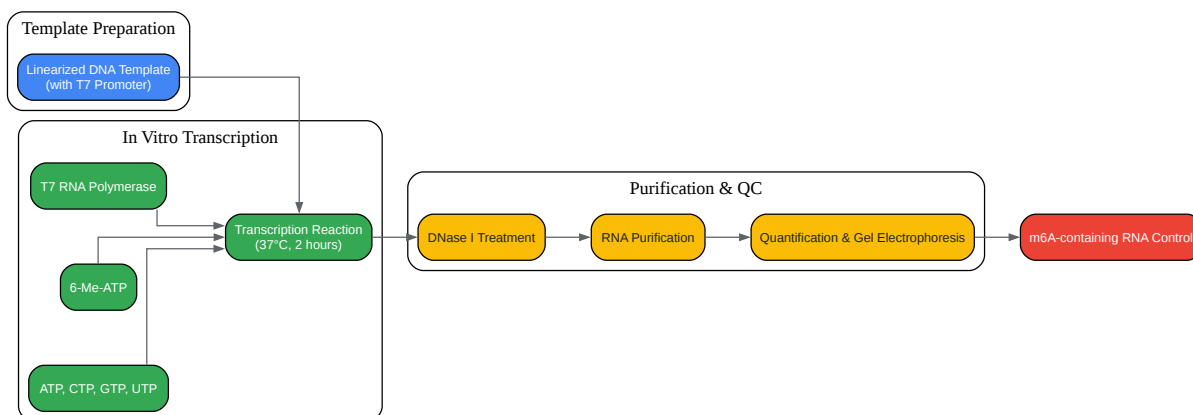 Template Preparation
Linearized DNA Template
(with T7 Promoter)
In Vitro Transcription
T7 RNA Polymerase
Transcription Reaction
(37°C, 2 hours)
6-Me-ATP
ATP, CTP, GTP, UTP
Purification & QC
DNase I Treatment
RNA Purification
Quantification & Gel Electrophoresis
m6A-containing RNA Control